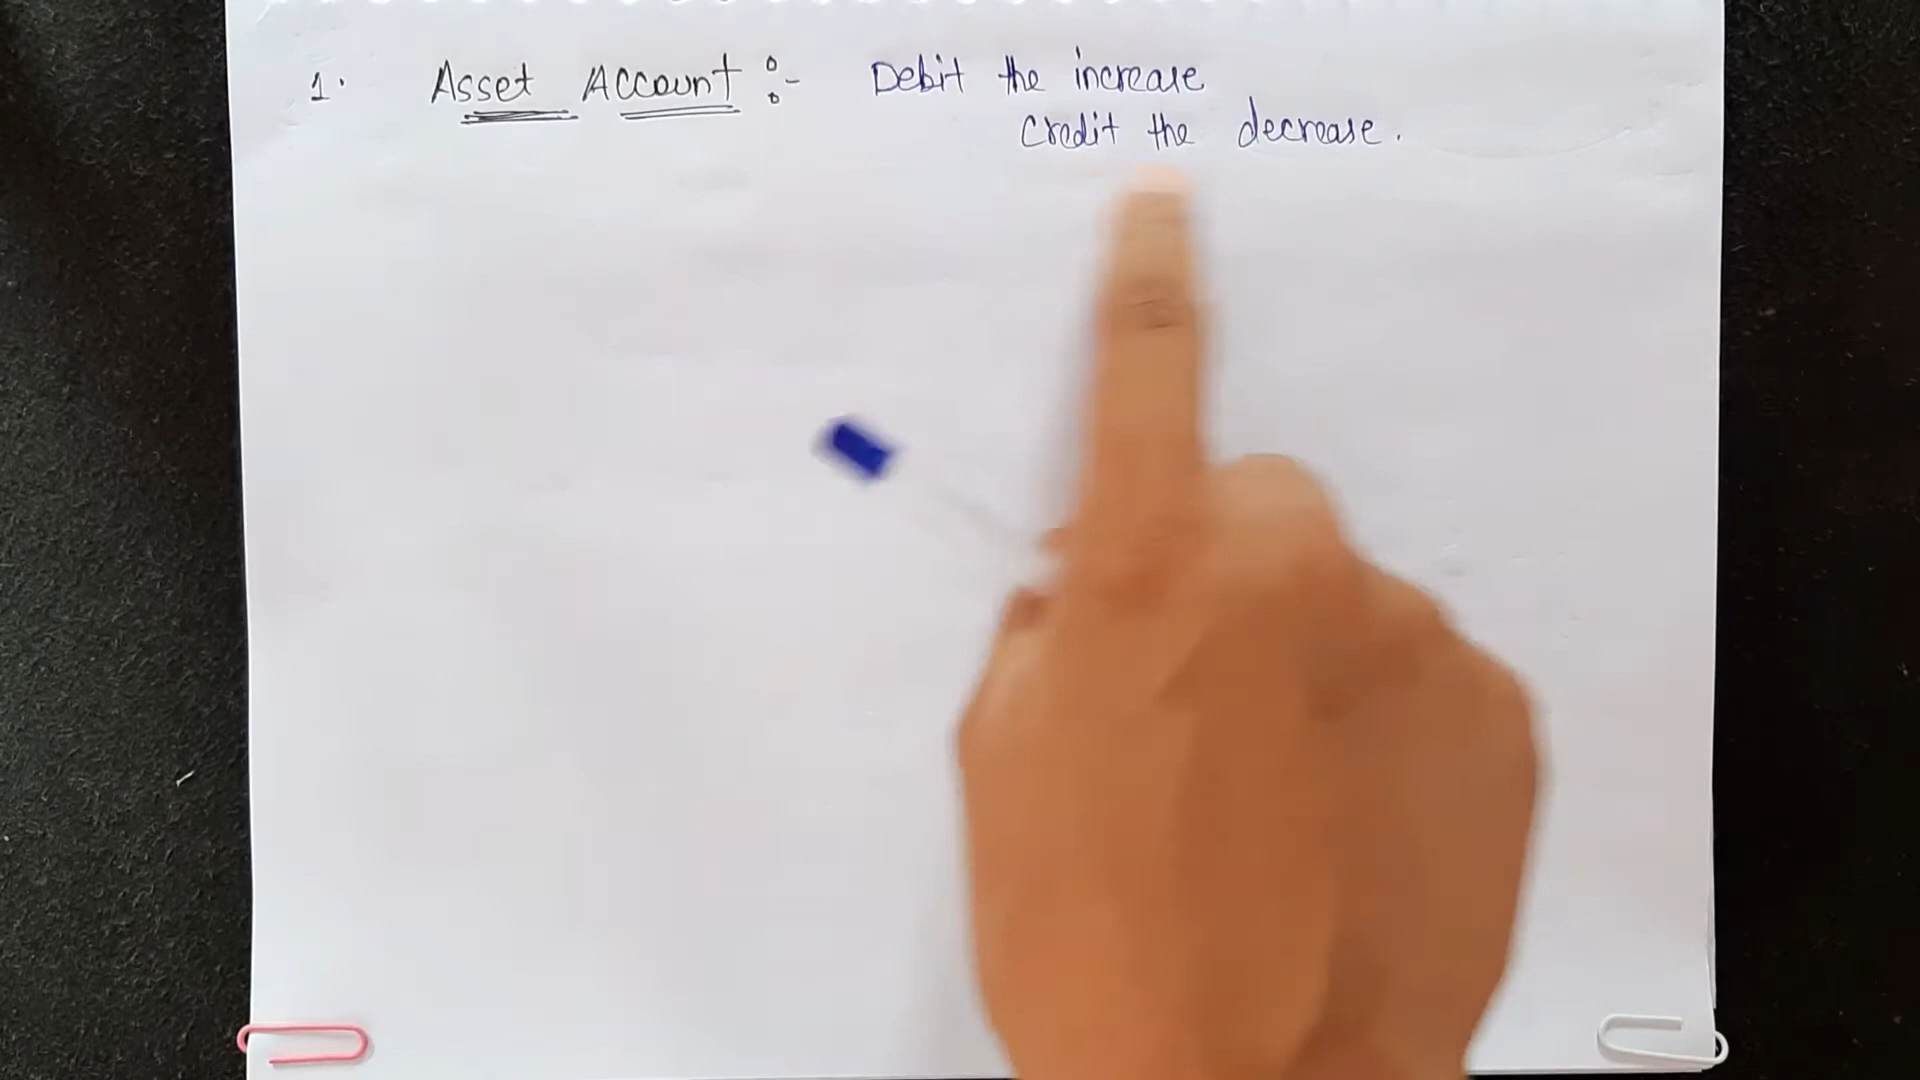 1. Asset Account :- Debit the increase
Credit the decrease.